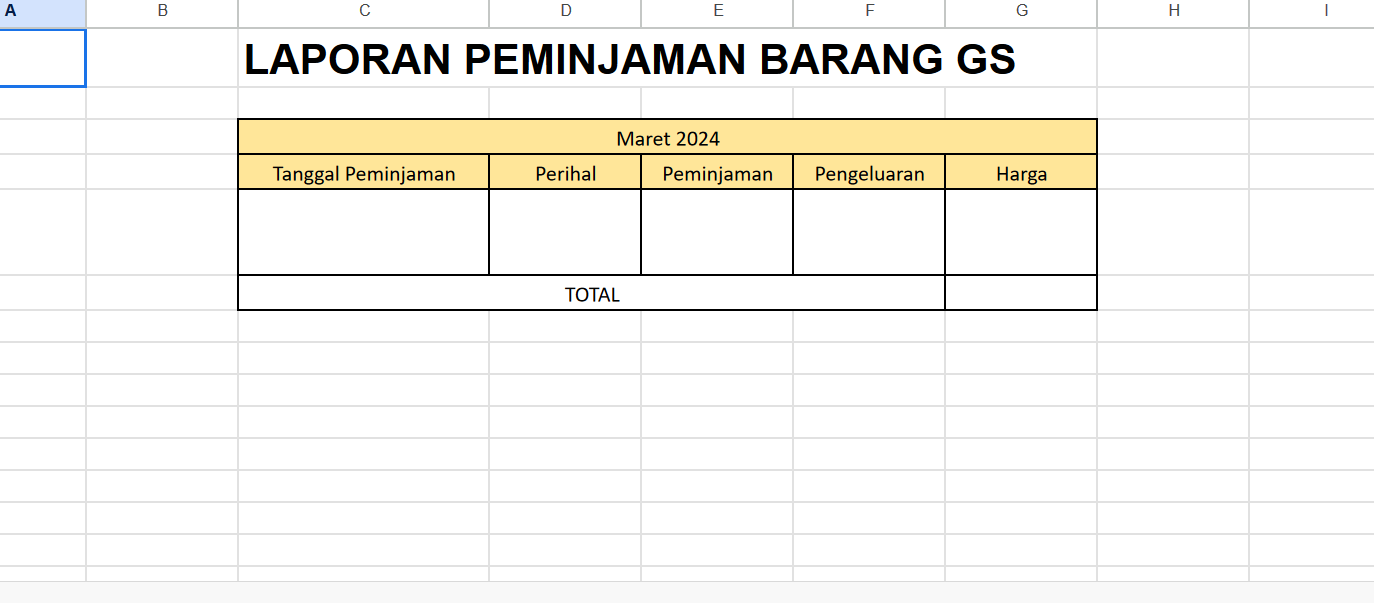 A B C D E F G H I
LAPORAN PEMINJAMAN BARANG GS
Maret 2024
Tanggal Peminjaman Perihal Peminjaman Pengeluaran Harga
TOTAL